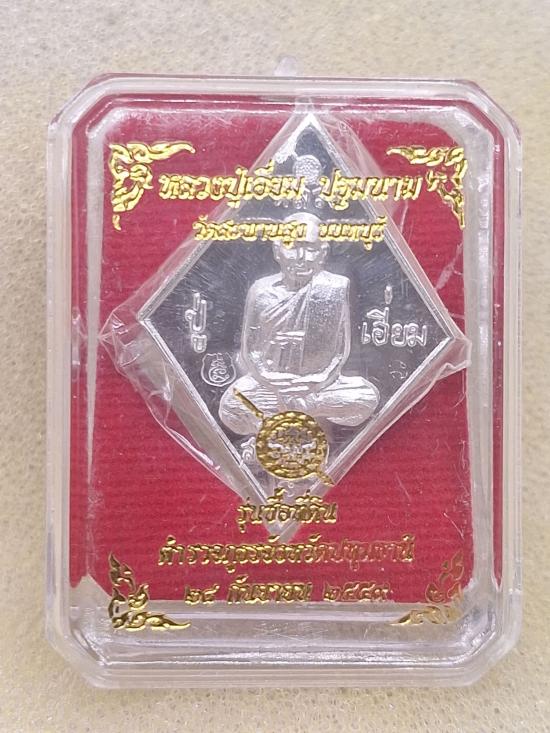 หลวงปู่เอี่ยม ปฐมนาม
วัดสะพานสูง นนทบุรี
ปู่ เอี่ยม
รุ่นซื้อที่ดิน
ตำรวจภูธรจังหวัดปทุมธานี
๒๔ กันยายน ๒๕๕๙